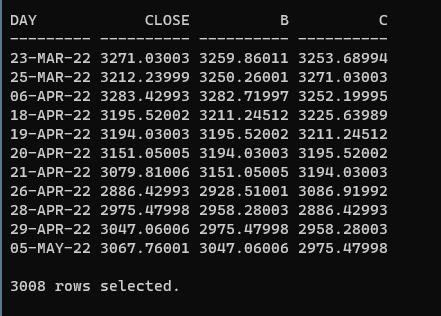 DAY CLOSE B C
--------- ---------- ---------- ----------
23-MAR-22 3271.03003 3259.86011 3253.68994
25-MAR-22 3212.23999 3250.26001 3271.03003
06-APR-22 3283.42993 3282.71997 3252.19995
18-APR-22 3195.52002 3211.24512 3225.63989
19-APR-22 3194.03003 3195.52002 3211.24512
20-APR-22 3151.05005 3194.03003 3195.52002
21-APR-22 3079.81006 3151.05005 3194.03003
26-APR-22 2886.42993 2928.51001 3086.91992
28-APR-22 2975.47998 2958.28003 2886.42993
29-APR-22 3047.06006 2975.47998 2958.28003
05-MAY-22 3067.76001 3047.06006 2975.47998
3008 rows selected.